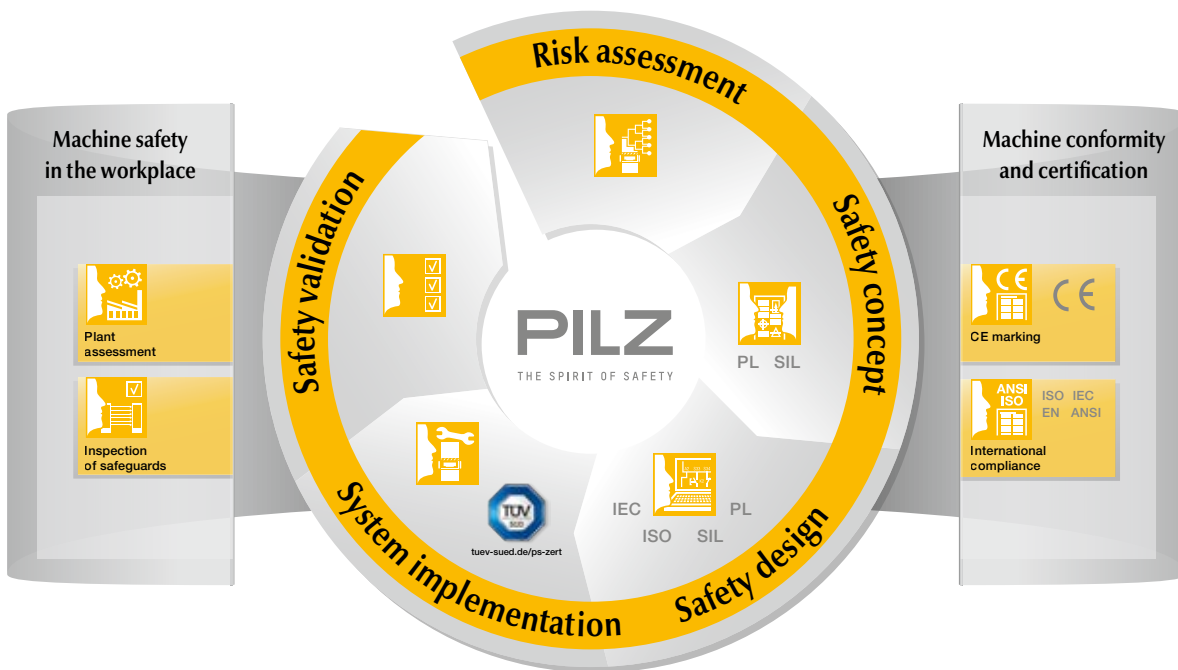 Risk assessment
Machine safety
in the workplace
Plant
assessment
Inspection
of safeguards
Safety concept
PL SIL
Safety design
IEC PL
ISO SIL
System implementation
TÜV
SÜD
tuev-sued.de/ps-zert
Safety validation
PILZ
THE SPIRIT OF SAFETY
Machine conformity
and certification
CE
CE
CE marking
ANSI
ISO
ISO IEC
EN ANSI
International
compliance